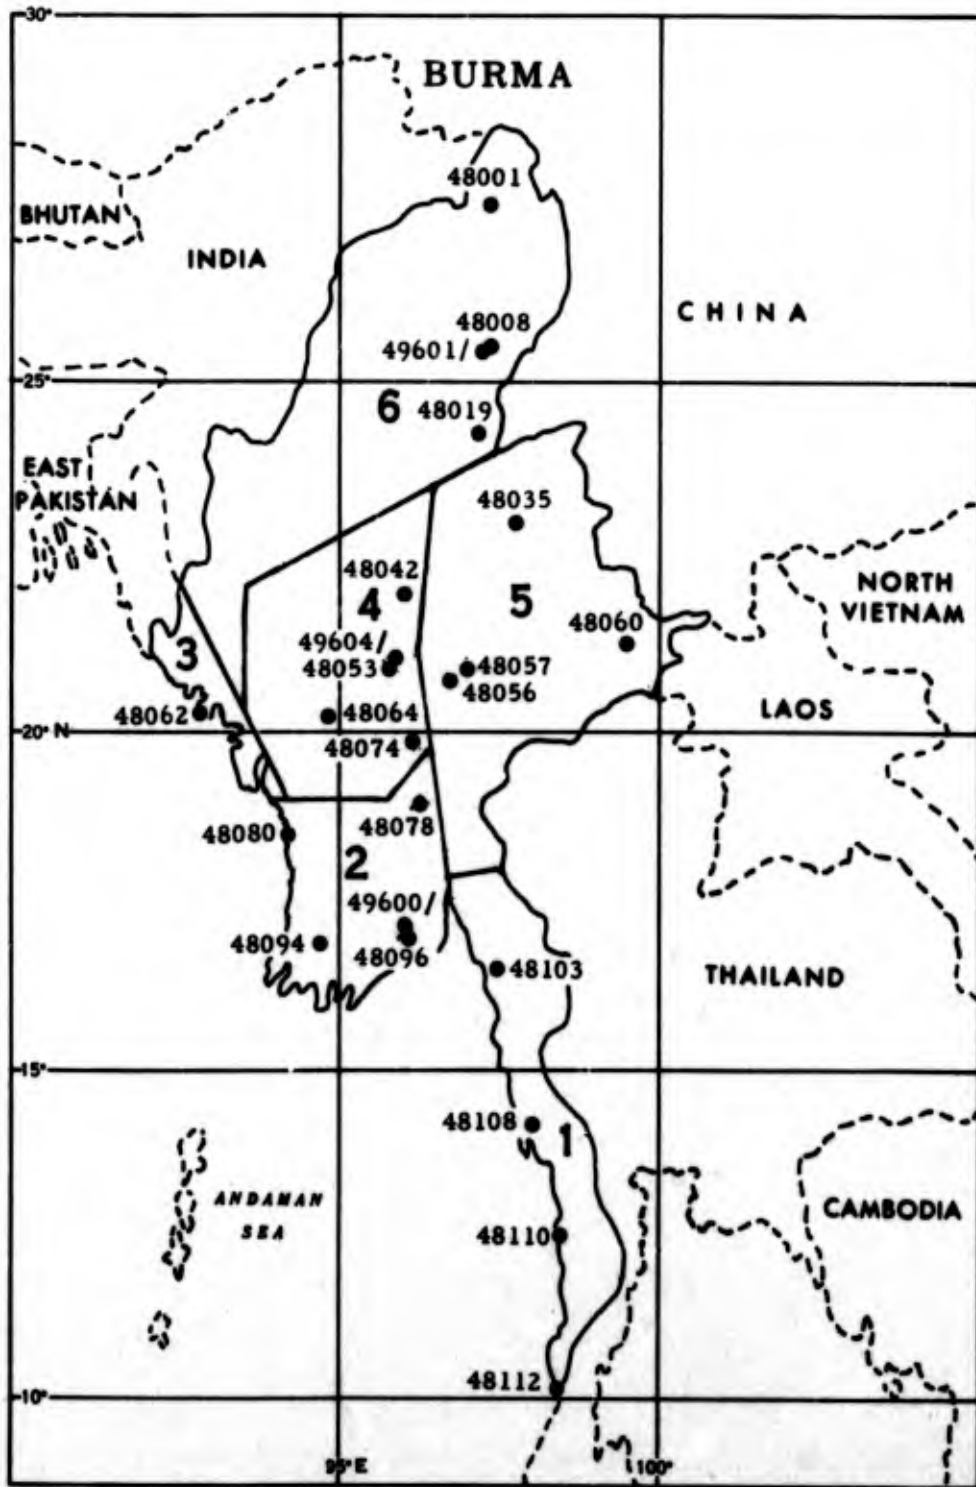 30°
BURMA
48001
BHUTAN
INDIA
CHINA
48008
49601/
25°
6
48019
EAST
PAKISTAN
48035
NORTH
VIETNAM
48042
4
5
49604/
48053
48060
3
48057
48056
48062
48064
LAOS
20° N
48074
48078
48080
2
49600/
48094
48096
48103
THAILAND
15°
48108
1
ANDAMAN
SEA
48110
CAMBODIA
48112
10°
95° E
100°